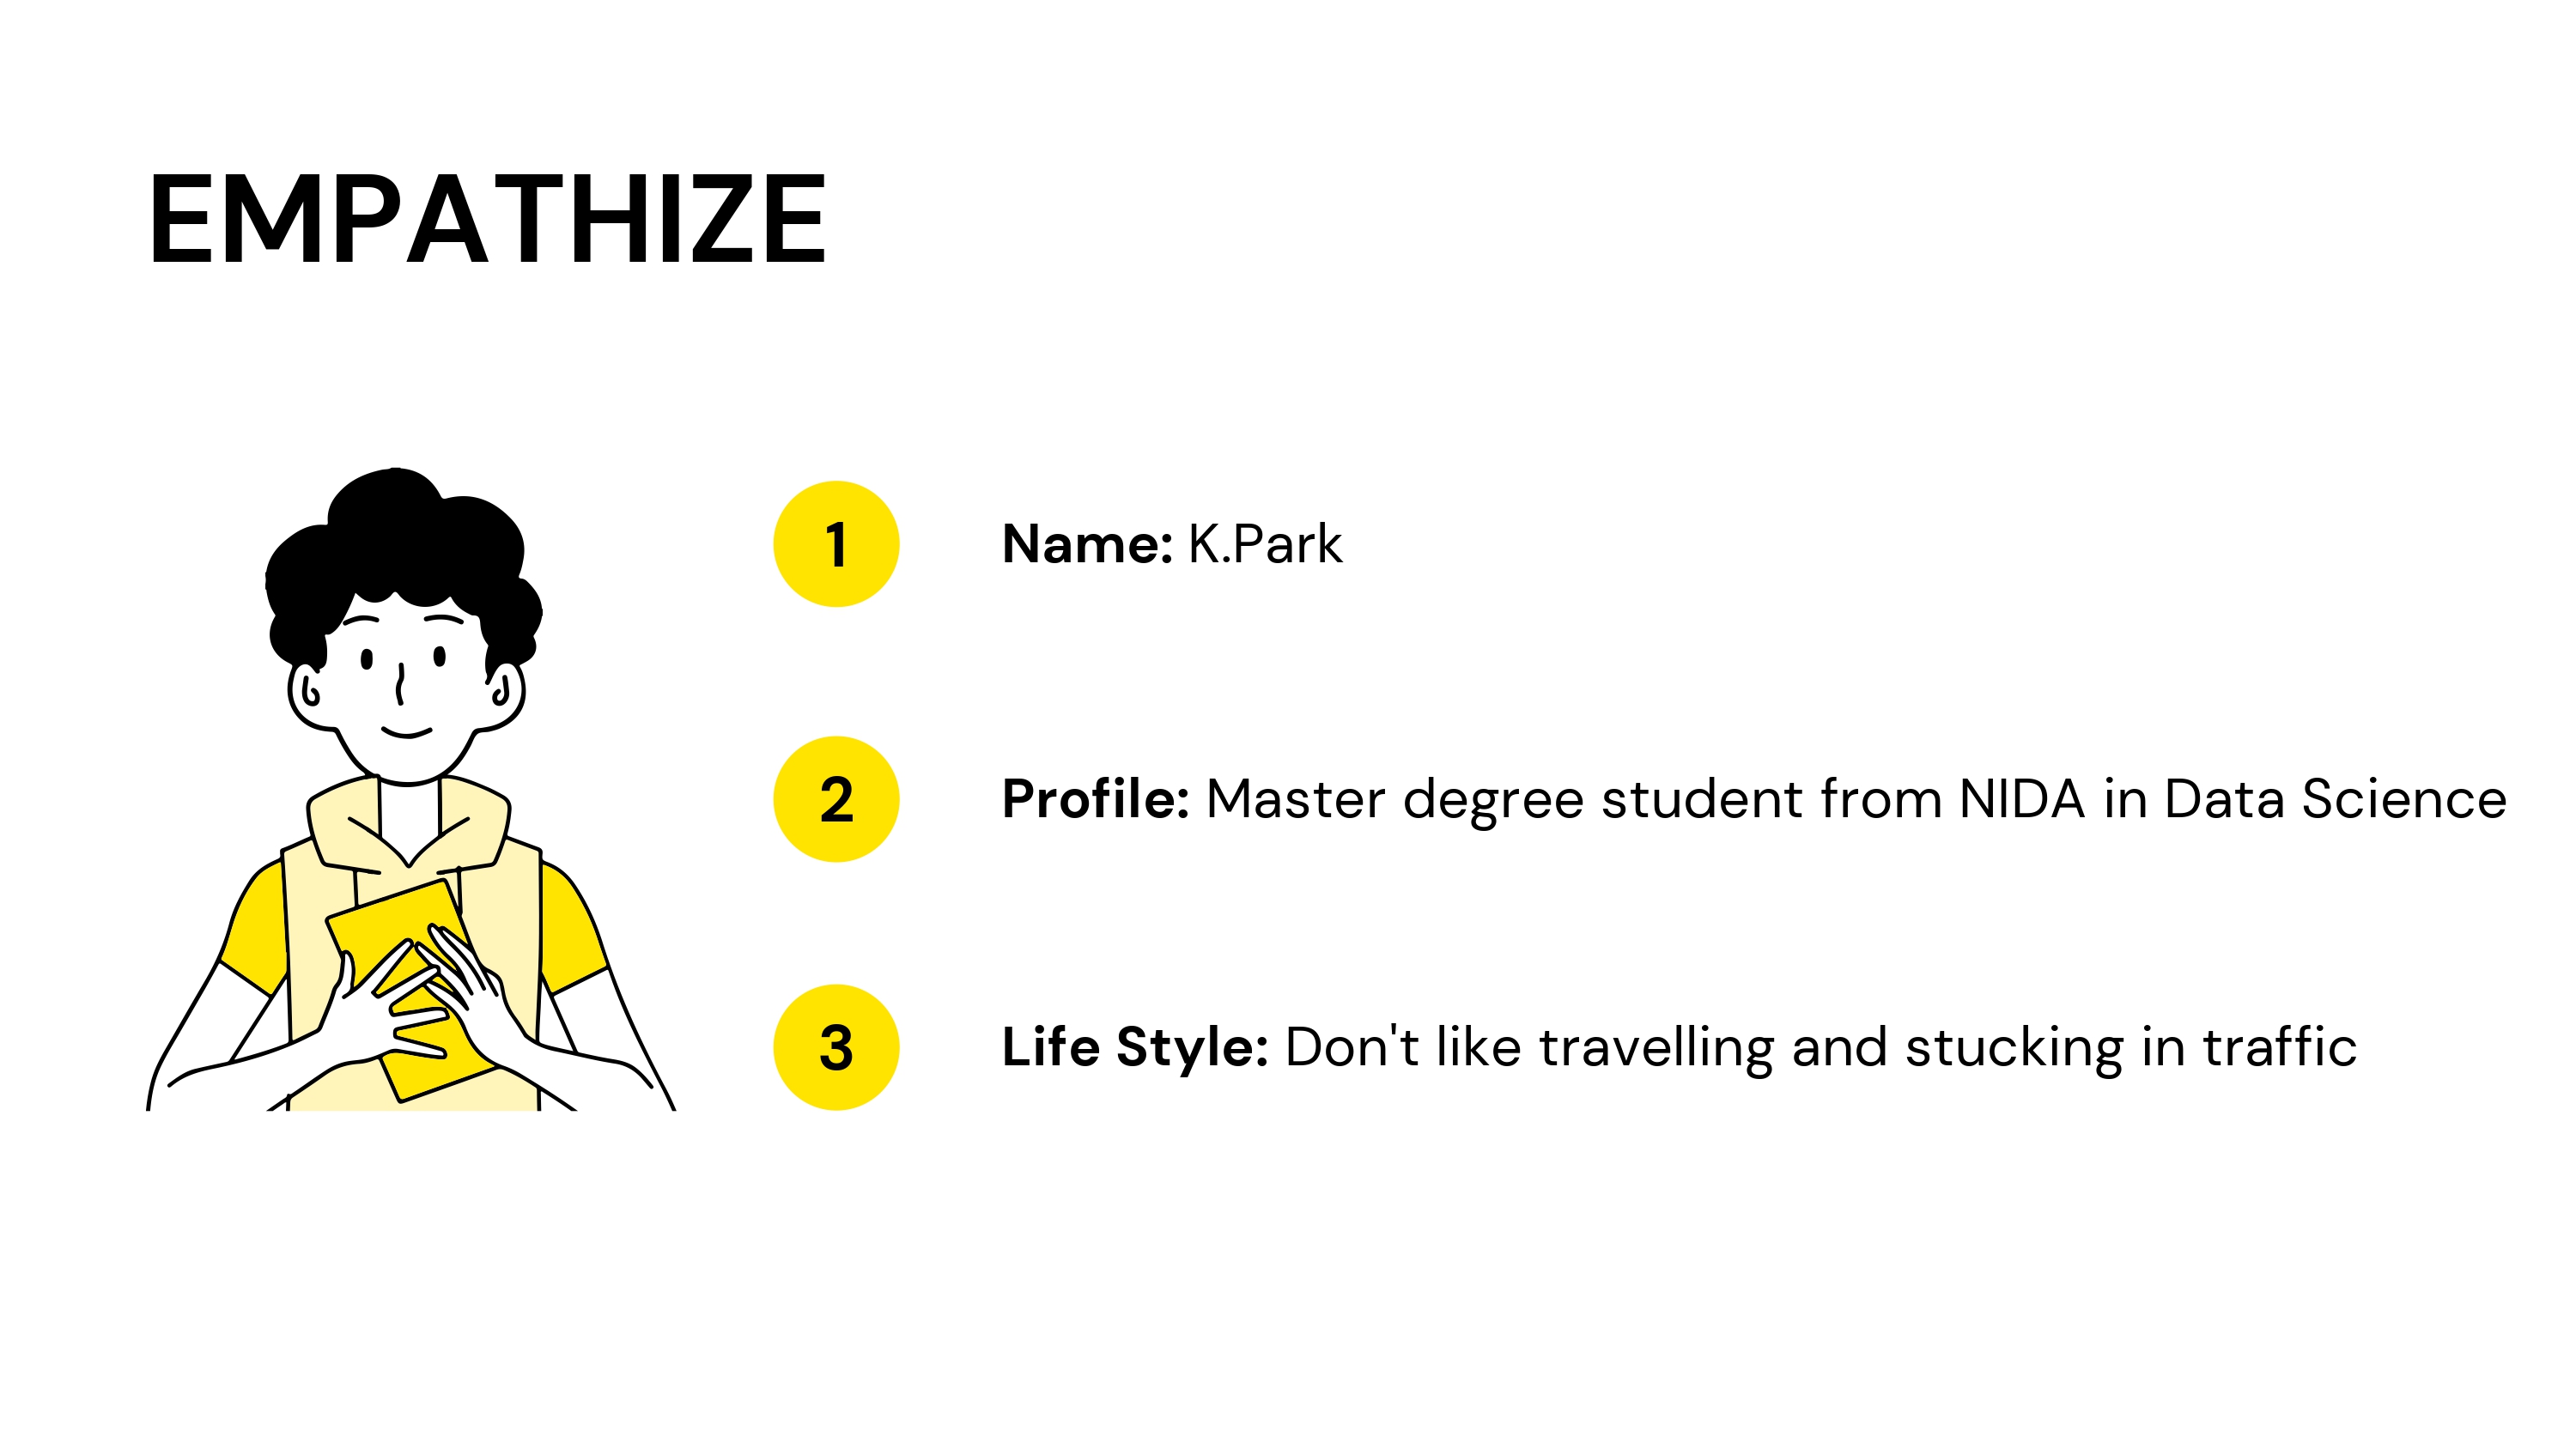 EMPATHIZE
1
Name: K.Park
2
Profile: Master degree student from NIDA in Data Science
3
Life Style: Don't like travelling and stucking in traffic